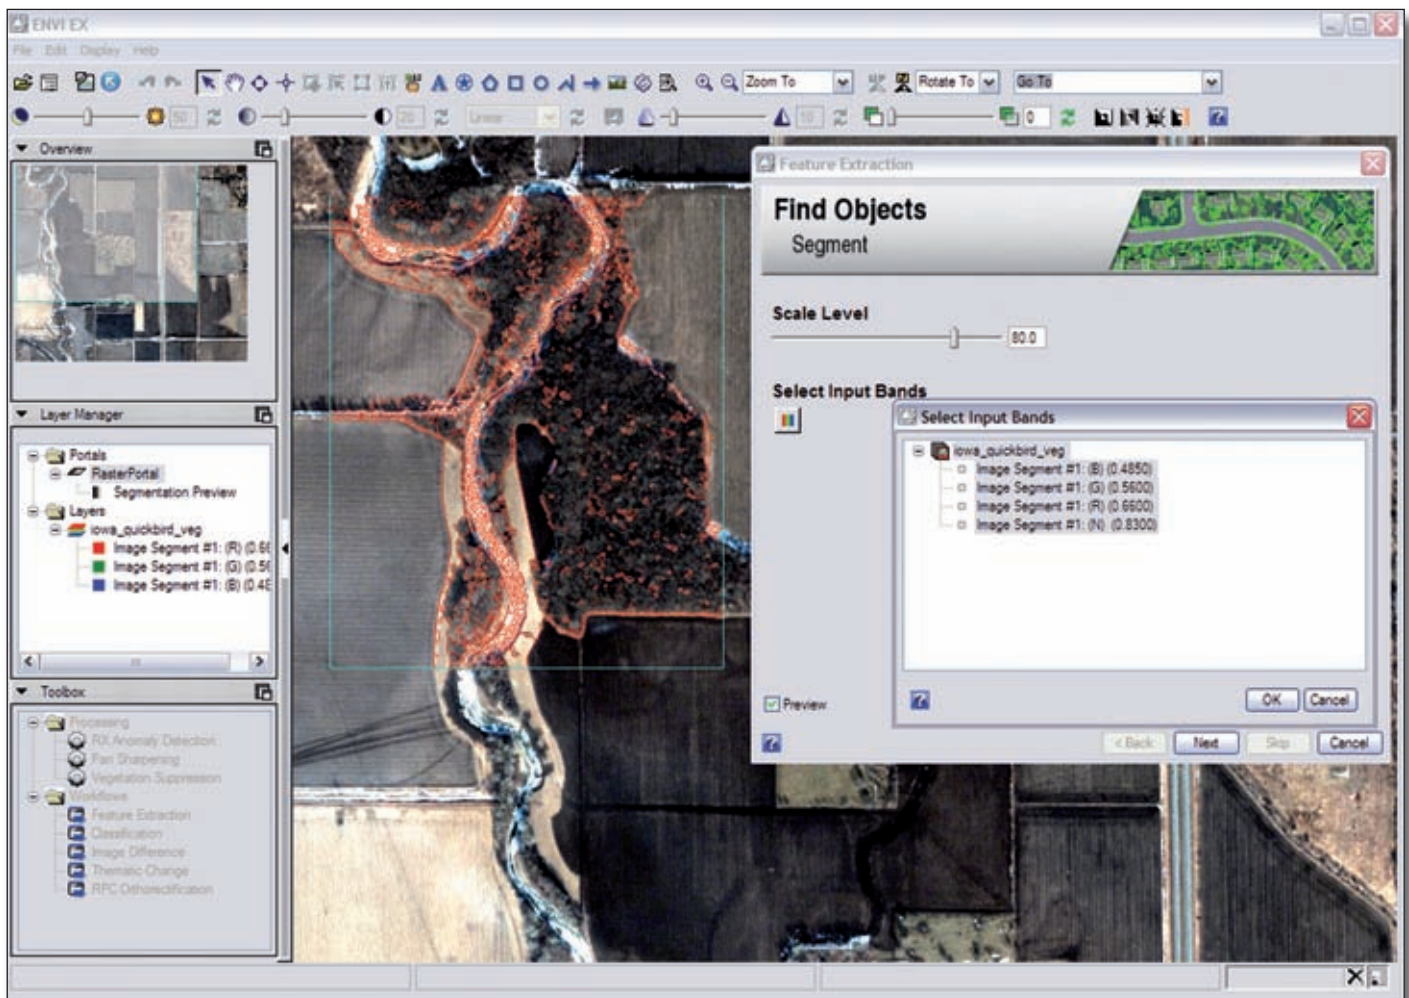 ENVI EX
File Edit Display Help
Zoom To Rotate To Go To
50 20 Linear 10 0
Overview
Feature Extraction
Find Objects
Segment
Scale Level
80.0
Select Input Bands
Select Input Bands
iowa_quickbird_veg
Image Segment #1: (B) (0.4850)
Image Segment #1: (G) (0.5600)
Image Segment #1: (R) (0.6600)
Image Segment #1: (N) (0.8300)
OK Cancel
Preview
< Back Next Skip Cancel
Layer Manager
Portals
RasterPortal
Segmentation Preview
Layers
iowa_quickbird_veg
Image Segment #1: (R) (0.66
Image Segment #1: (G) (0.56
Image Segment #1: (B) (0.48
Toolbox
Processing
RX Anomaly Detection
Pan Sharpening
Vegetation Suppression
Workflows
Feature Extraction
Classification
Image Difference
Thematic Change
RPC Orthorectification